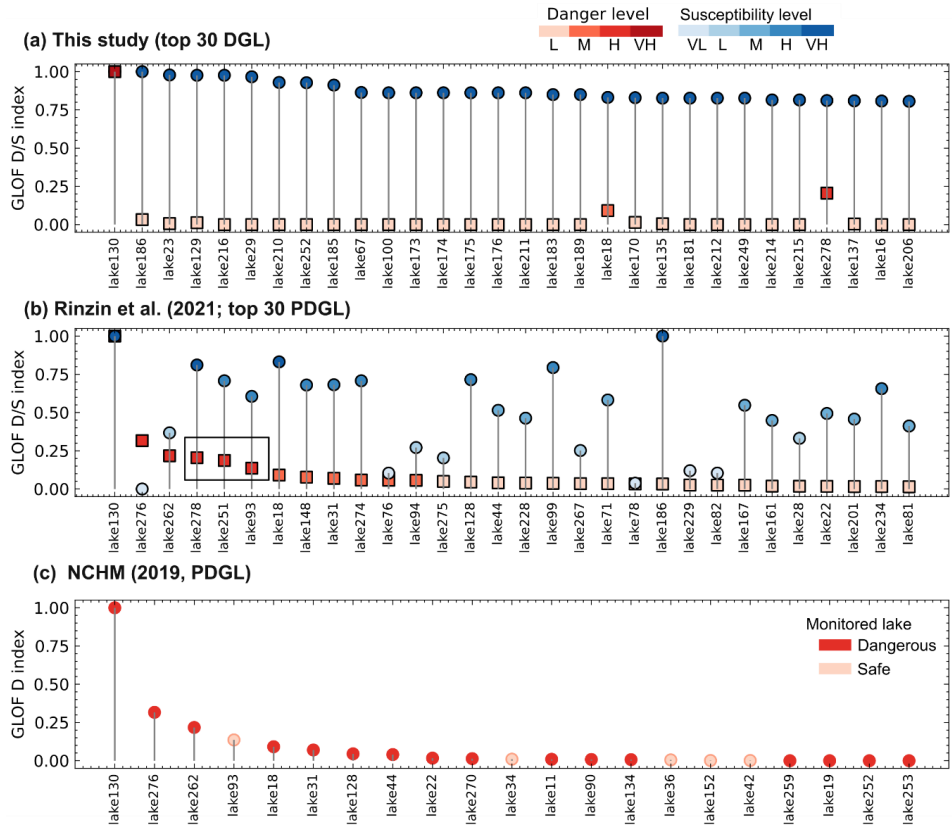 Danger level
L M H VH
Susceptibility level
VL L M H VH
(a) This study (top 30 DGL)
GLOF D/S index
1.00
0.75
0.50
0.25
0.00
lake130
lake186
lake23
lake129
lake216
lake29
lake210
lake252
lake185
lake67
lake100
lake173
lake174
lake175
lake176
lake211
lake183
lake189
lake18
lake170
lake135
lake181
lake212
lake249
lake214
lake215
lake278
lake137
lake16
lake206
(b) Rinzin et al. (2021; top 30 PDGL)
GLOF D/S index
1.00
0.75
0.50
0.25
0.00
lake130
lake276
lake262
lake278
lake251
lake93
lake18
lake148
lake31
lake274
lake76
lake94
lake275
lake128
lake44
lake228
lake99
lake267
lake71
lake78
lake186
lake229
lake82
lake167
lake161
lake28
lake22
lake201
lake234
lake81
(c) NCHM (2019, PDGL)
GLOF D index
1.00
0.75
0.50
0.25
0.00
Monitored lake
Dangerous
Safe
lake130
lake276
lake262
lake93
lake18
lake31
lake128
lake44
lake22
lake270
lake34
lake11
lake90
lake134
lake36
lake152
lake42
lake259
lake19
lake252
lake253